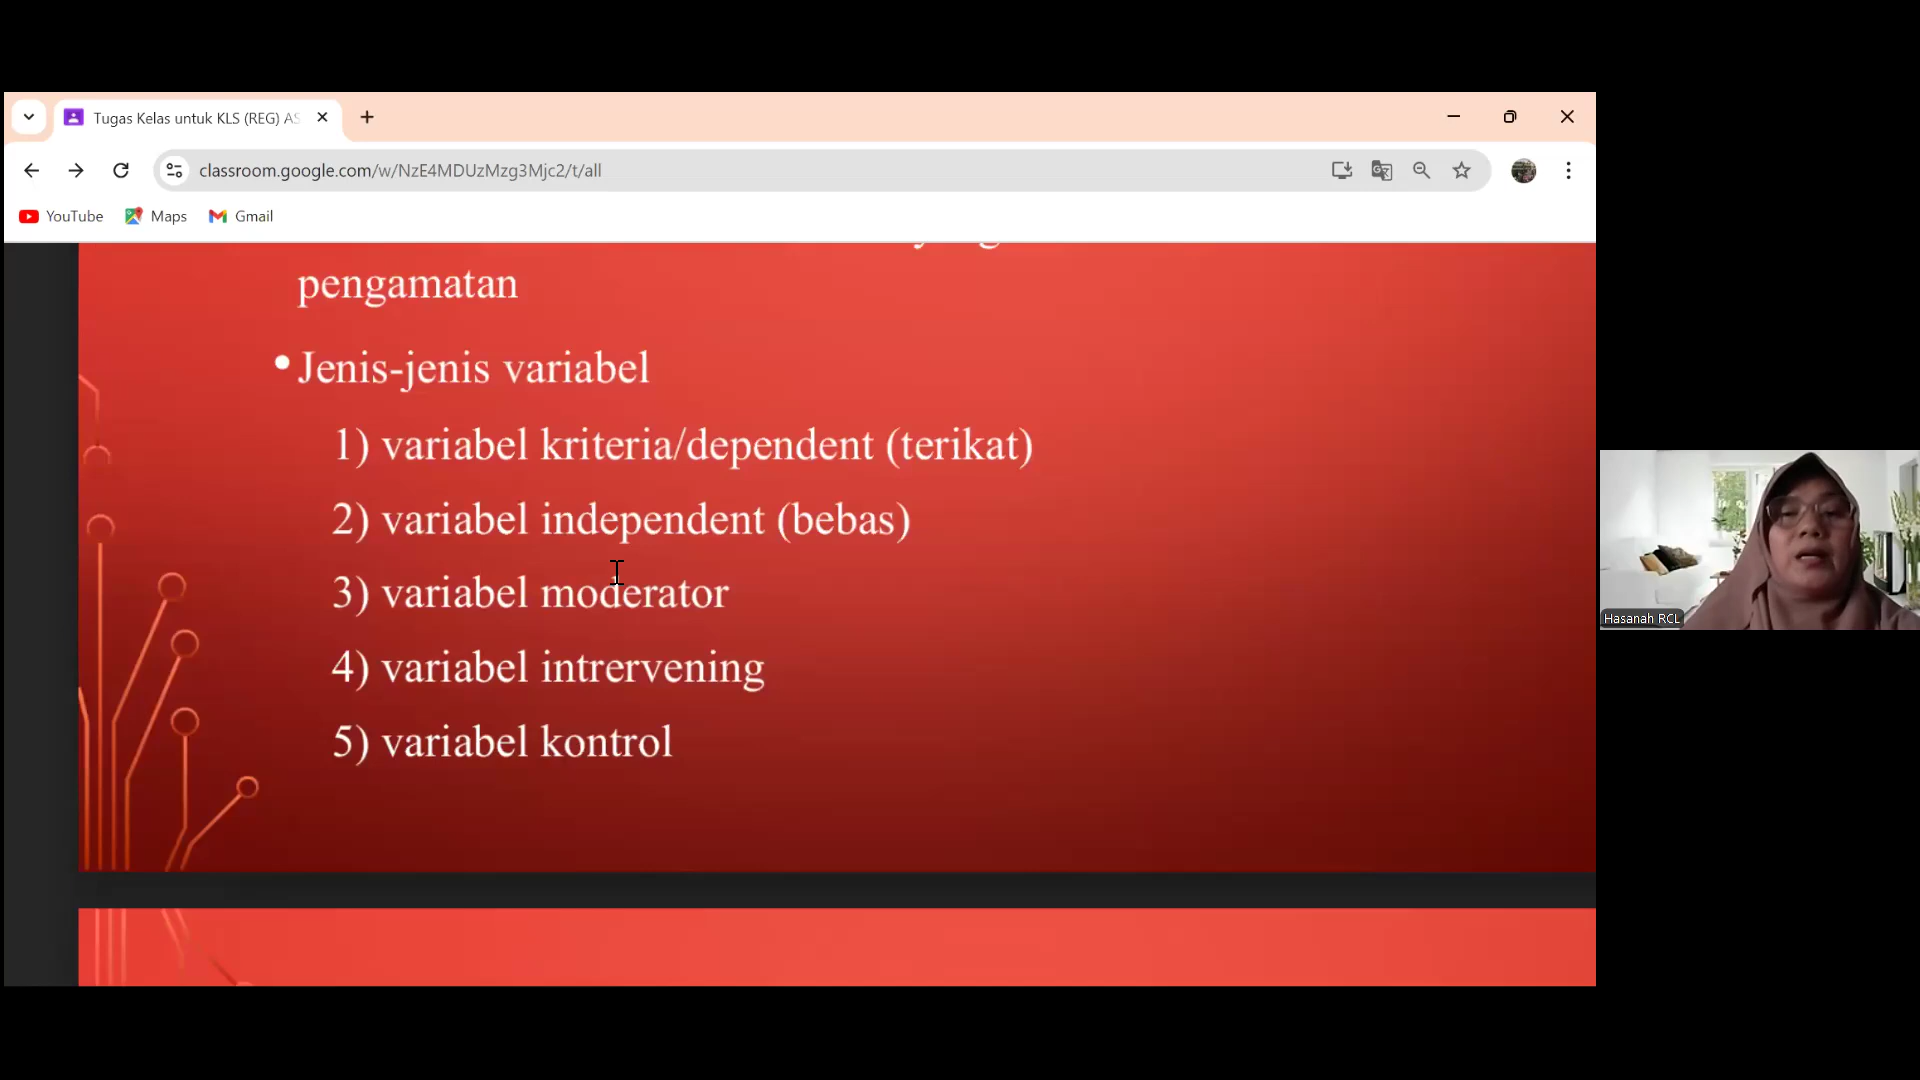 Tugas Kelas untuk KLS (REG) AS
classroom.google.com/w/NzE4MDUzMzg3Mjc2/t/all
YouTube Maps Gmail
pengamatan
• Jenis-jenis variabel
1) variabel kriteria/dependent (terikat)
2) variabel independent (bebas)
3) variabel moderator
4) variabel intrervening
5) variabel kontrol
Hasanah RCL